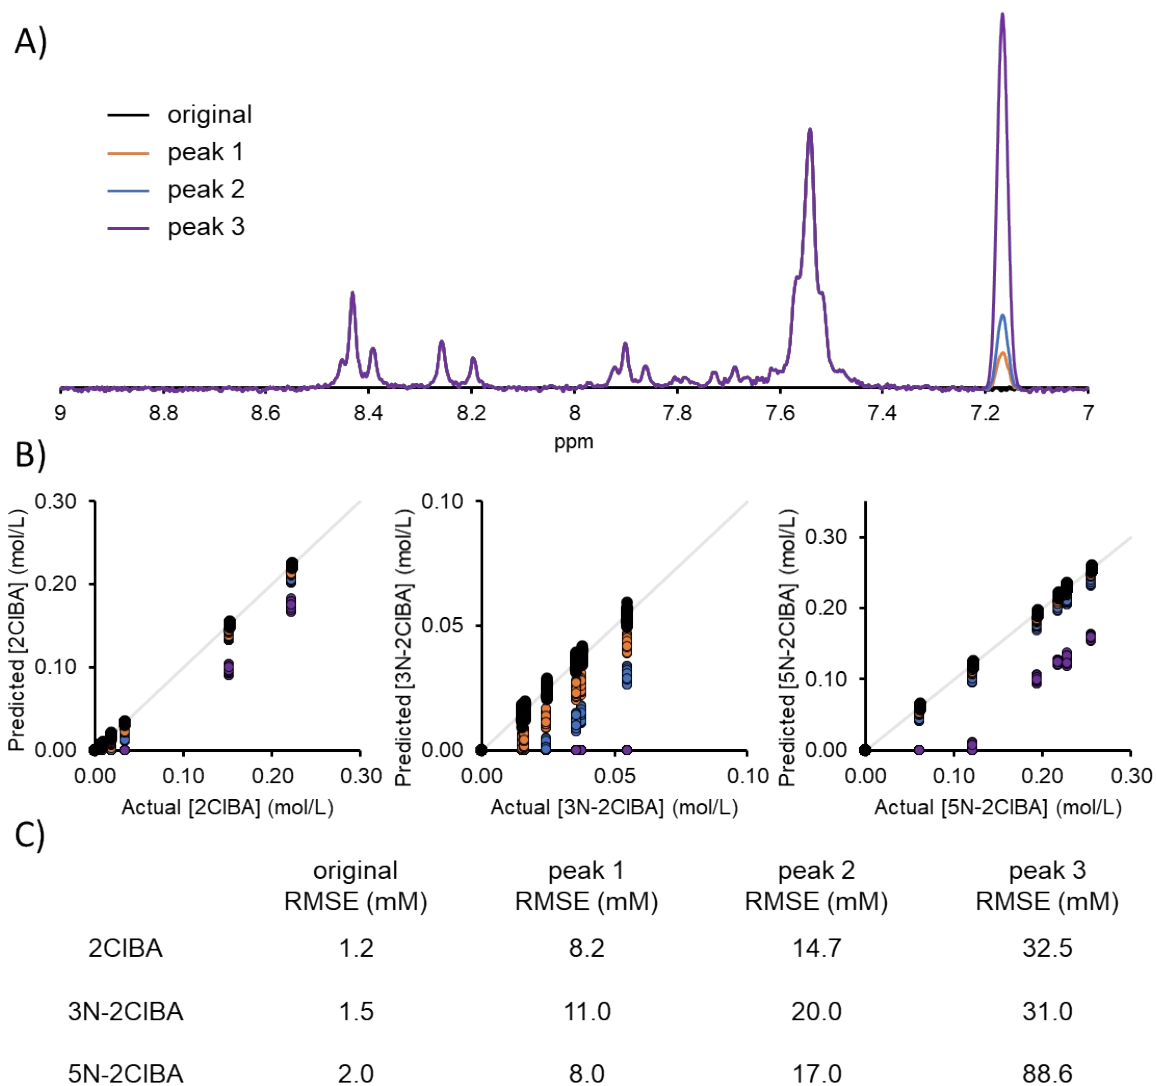 A)
original
peak 1
peak 2
peak 3
9 8.8 8.6 8.4 8.2 8 7.8 7.6 7.4 7.2 7
ppm
B)
Predicted [2ClBA] (mol/L)
0.30
0.20
0.10
0.00
0.00 0.10 0.20 0.30
Actual [2ClBA] (mol/L)
Predicted [3N-2ClBA] (mol/L)
0.10
0.05
0.00
0.00 0.05 0.10
Actual [3N-2ClBA] (mol/L)
Predicted [5N-2ClBA] (mol/L)
0.30
0.20
0.10
0.00
0.00 0.10 0.20 0.30
Actual [5N-2ClBA] (mol/L)
C)
original peak 1 peak 2 peak 3
RMSE (mM) RMSE (mM) RMSE (mM) RMSE (mM)
2ClBA 1.2 8.2 14.7 32.5
3N-2ClBA 1.5 11.0 20.0 31.0
5N-2ClBA 2.0 8.0 17.0 88.6